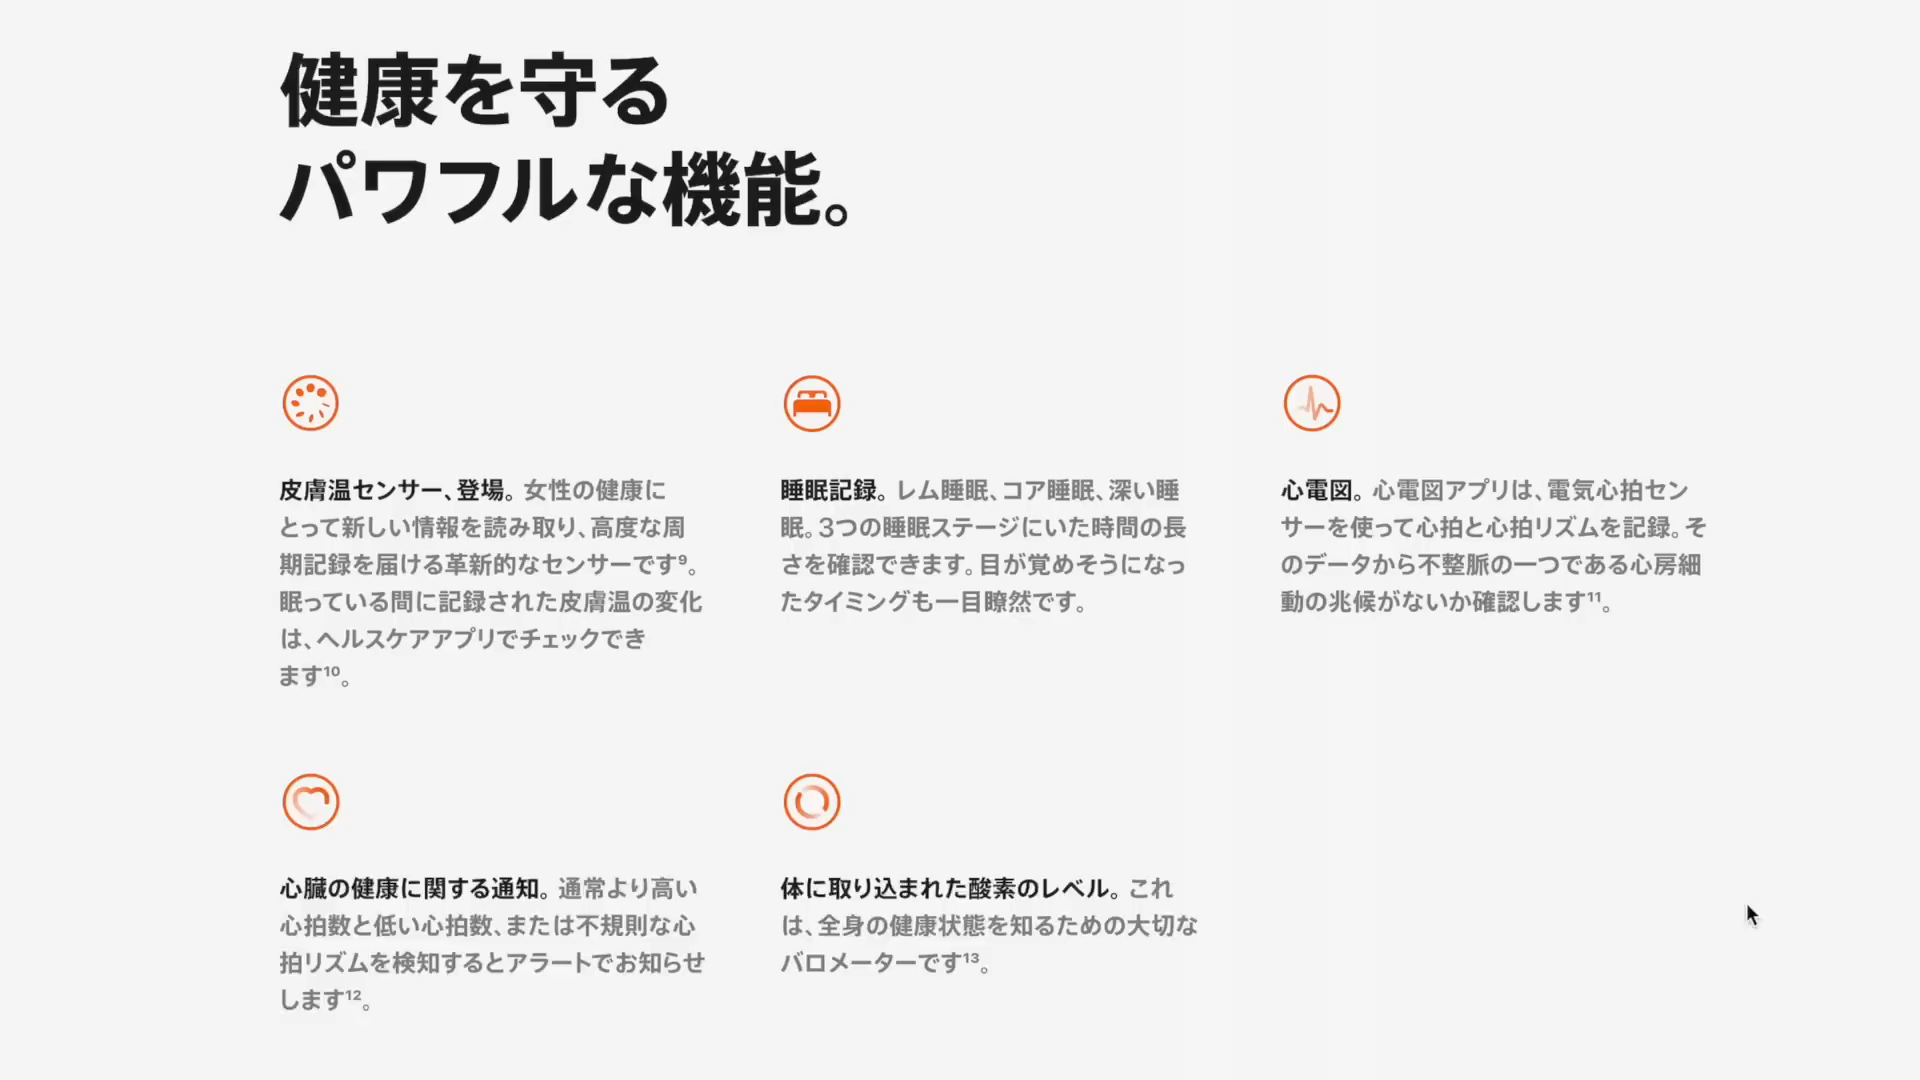 健康を守る
パワフルな機能。
皮膚温センサー、登場。女性の健康に
とって新しい情報を読み取り、高度な周
期記録を届ける革新的なセンサーです⁹。
眠っている間に記録された皮膚温の変化
は、ヘルスケアアプリでチェックでき
ます¹⁰。
睡眠記録。レム睡眠、コア睡眠、深い睡
眠。3つの睡眠ステージにいた時間の長
さを確認できます。目が覚めそうになっ
たタイミングも一目瞭然です。
心電図。心電図アプリは、電気心拍セン
サーを使って心拍と心拍リズムを記録。そ
のデータから不整脈の一つである心房細
動の兆候がないか確認します¹¹。
心臓の健康に関する通知。通常より高い
心拍数と低い心拍数、または不規則な心
拍リズムを検知するとアラートでお知らせ
します¹²。
体に取り込まれた酸素のレベル。これ
は、全身の健康状態を知るための大切な
バロメーターです¹³。